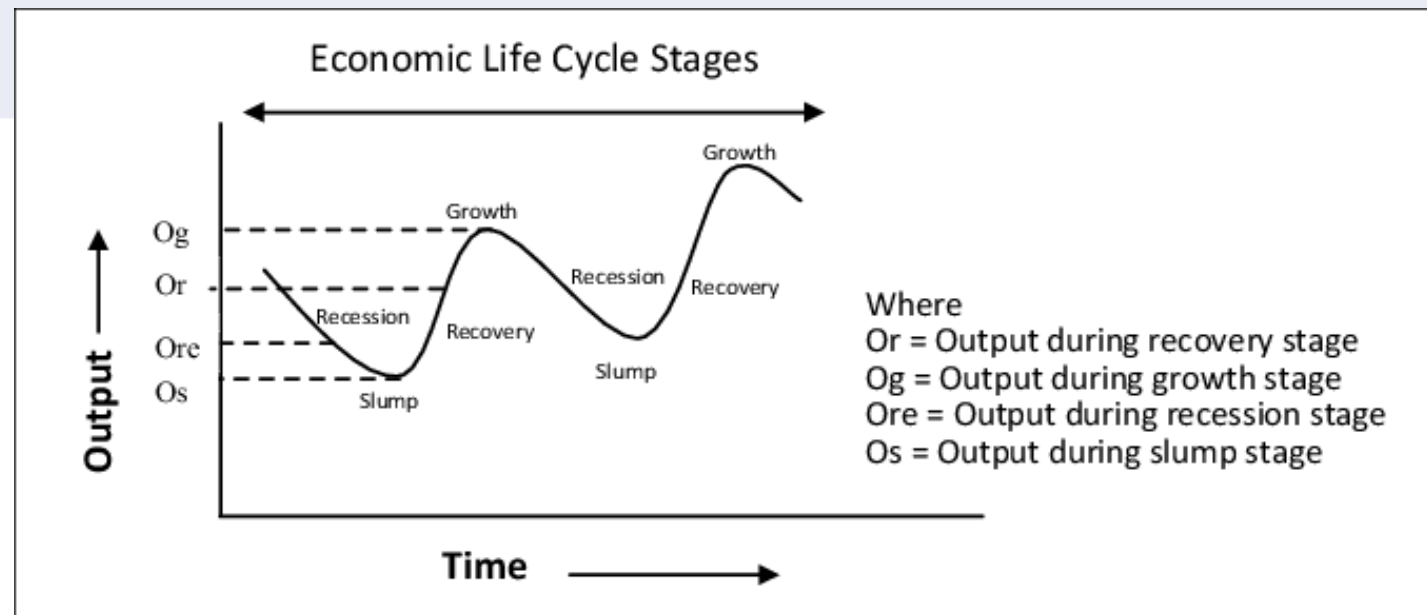 Economic Life Cycle Stages
Growth
Growth
Og
Or
Recession
Recovery
Recession
Recovery
Ore
Os
Slump
Slump
Output
Time
Where
Or = Output during recovery stage
Og = Output during growth stage
Ore = Output during recession stage
Os = Output during slump stage